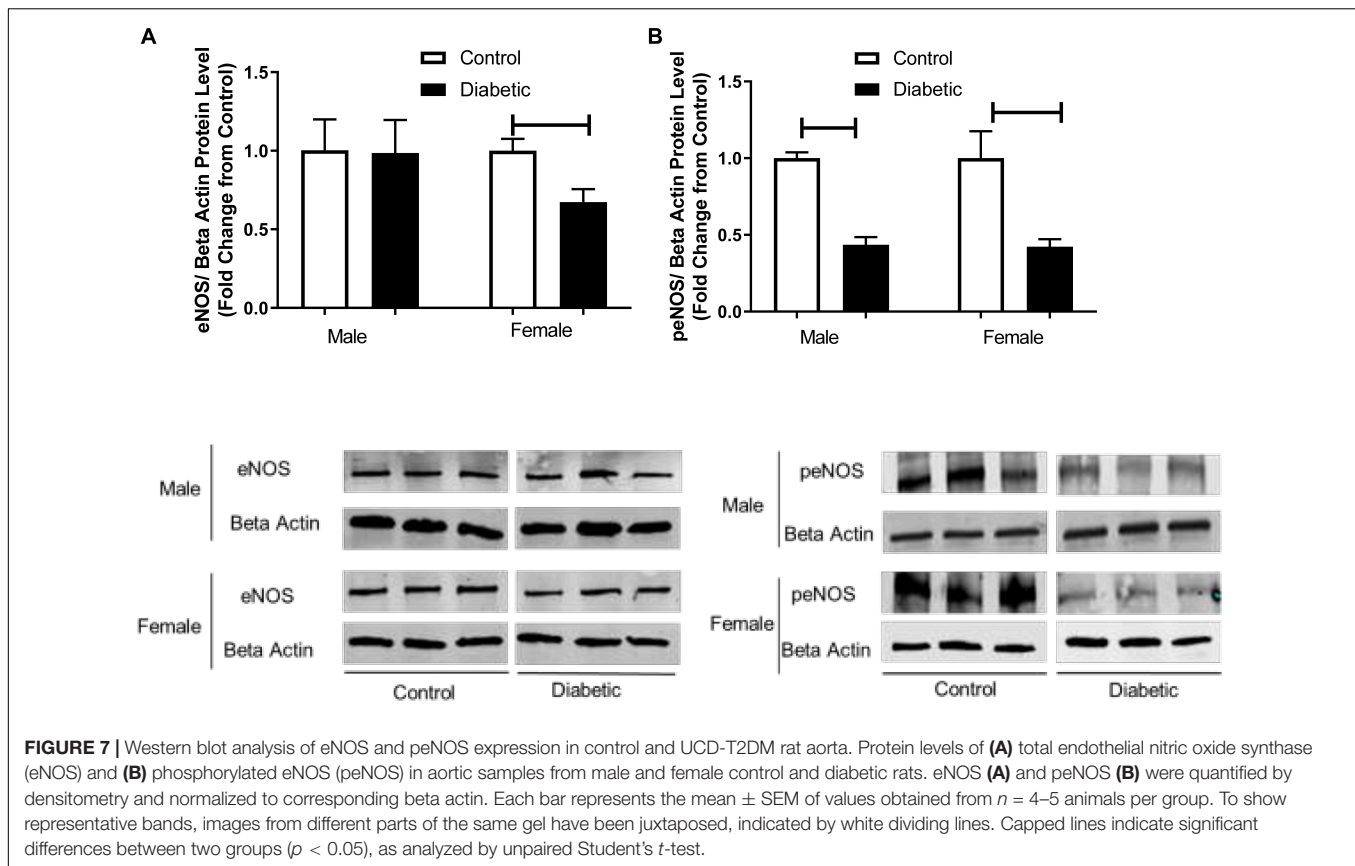 A
Control
Diabetic
eNOS/ Beta Actin Protein Level
(Fold Change from Control)
1.5
1.0
0.5
0.0
Male
Female
B
Control
Diabetic
peNOS/ Beta Actin Protein Level
(Fold Change from Control)
1.5
1.0
0.5
0.0
Male
Female
Male
eNOS
Beta Actin
Female
eNOS
Beta Actin
Control
Diabetic
Male
peNOS
Beta Actin
Female
peNOS
Beta Actin
Control
Diabetic
FIGURE 7 | Western blot analysis of eNOS and peNOS expression in control and UCD-T2DM rat aorta. Protein levels of (A) total endothelial nitric oxide synthase
(eNOS) and (B) phosphorylated eNOS (peNOS) in aortic samples from male and female control and diabetic rats. eNOS (A) and peNOS (B) were quantified by
densitometry and normalized to corresponding beta actin. Each bar represents the mean ± SEM of values obtained from n = 4–5 animals per group. To show
representative bands, images from different parts of the same gel have been juxtaposed, indicated by white dividing lines. Capped lines indicate significant
differences between two groups (p < 0.05), as analyzed by unpaired Student's t-test.